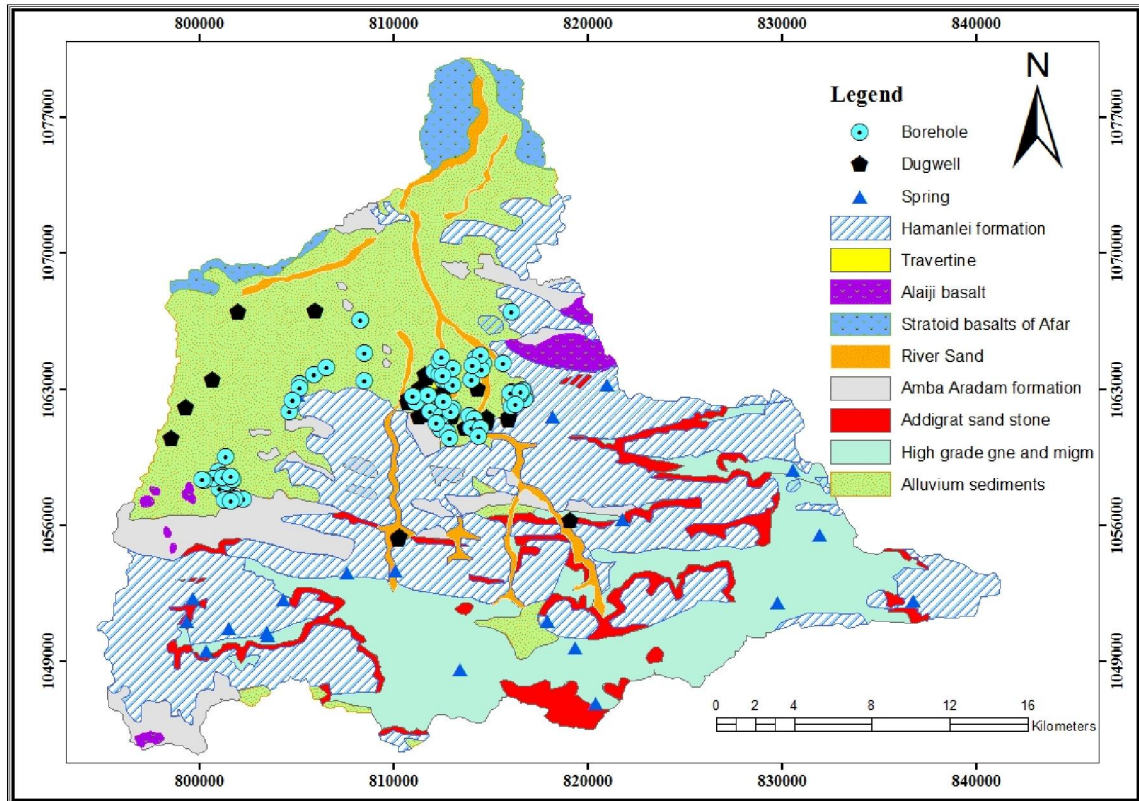 800000 810000 820000 830000 840000
1077000 1077000
1070000 1070000
1063000 1063000
1056000 1056000
1049000 1049000
N
Legend
Borehole
Dugwell
Spring
Hamanlei formation
Travertine
Alaiji basalt
Stratoid basalts of Afar
River Sand
Amba Aradam formation
Addigrat sand stone
High grade gne and migm
Alluvium sediments
0 2 4 8 12 16
Kilometers
800000 810000 820000 830000 840000